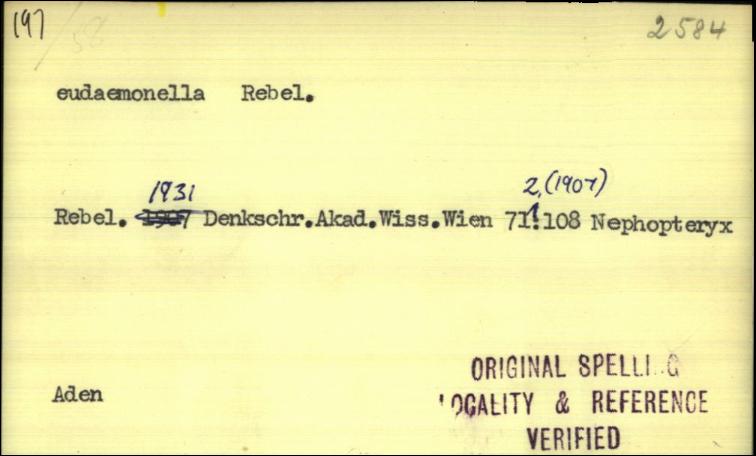 197 2584
58
eudaemonella Rebel.
1931 2, (1907)
Rebel. 1907 Denkschr.Akad.Wiss.Wien 71:108 Nephopteryx
Aden
ORIGINAL SPELLING
LOCALITY & REFERENCE
VERIFIED